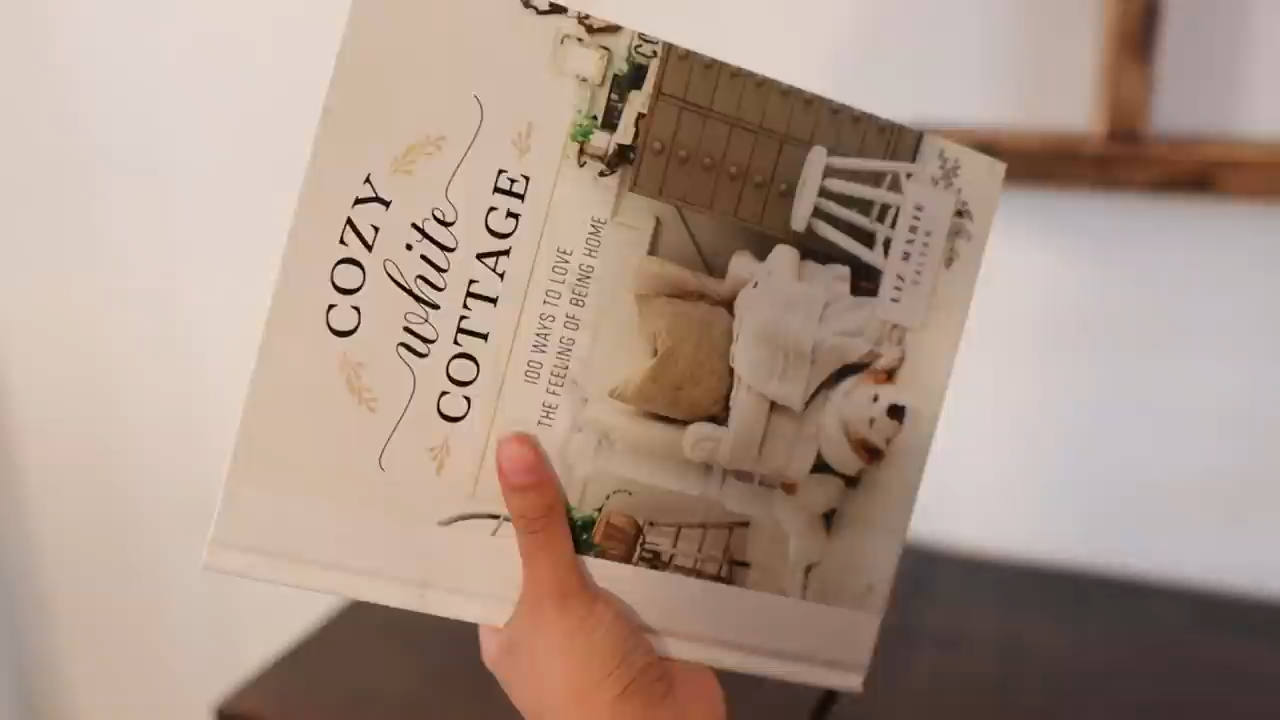 COZY
white
COTTAGE
100 WAYS TO LOVE
THE FEELING OF BEING HOME
LIZ MARIE
GALVAN